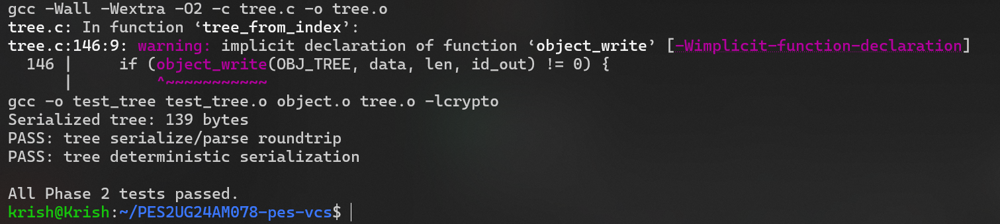 gcc -Wall -Wextra -O2 -c tree.c -o tree.o
tree.c: In function ‘tree_from_index’:
tree.c:146:9: warning: implicit declaration of function ‘object_write’ [-Wimplicit-function-declaration]
  146 |     if (object_write(OBJ_TREE, data, len, id_out) != 0) {
      |         ^~~~~~~~~~~~
gcc -o test_tree test_tree.o object.o tree.o -lcrypto
Serialized tree: 139 bytes
PASS: tree serialize/parse roundtrip
PASS: tree deterministic serialization

All Phase 2 tests passed.
krish@Krish:~/PES2UG24AM078-pes-vcs$